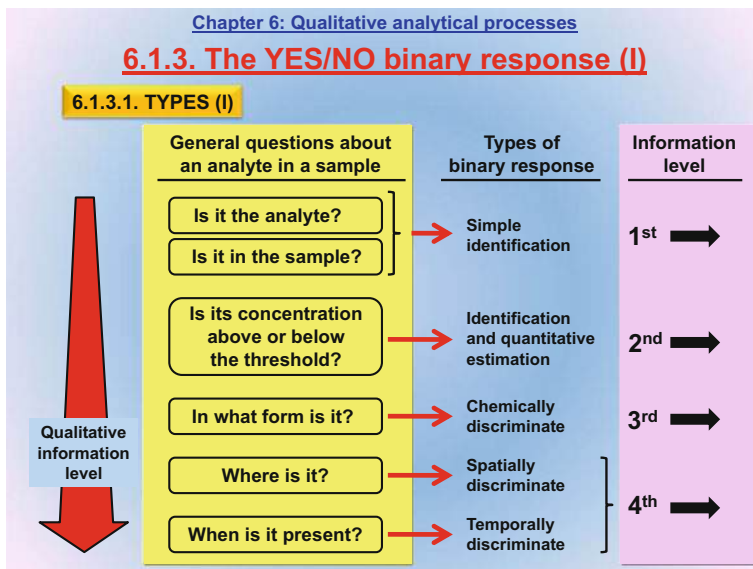 Chapter 6: Qualitative analytical processes
6.1.3. The YES/NO binary response (I)
6.1.3.1. TYPES (I)
General questions about
an analyte in a sample
Types of
binary response
Information
level
Is it the analyte?
Is it in the sample?
Simple
identification
1st
Is its concentration
above or below
the threshold?
Identification
and quantitative
estimation
2nd
In what form is it?
Chemically
discriminate
3rd
Where is it?
Spatially
discriminate
When is it present?
Temporally
discriminate
4th
Qualitative
information
level